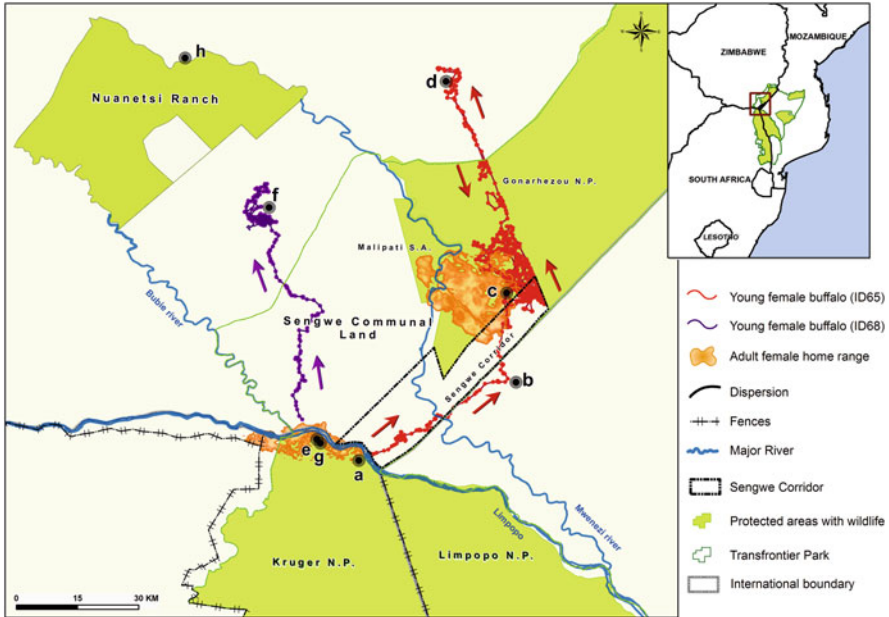 h
Nuanetsi Ranch
d
Gonarhezou N.P.
f
Malipati S.A.
c
Bubie river
Sengwe Communal
Land
Sengwe Corridor
b
e
g
a
Limpopo
Mwenezi river
Kruger N.P.
Limpopo N.P.
0 15 30 KM
MOZAMBIQUE
ZIMBABWE
SOUTH AFRICA
LESOTHO
Young female buffalo (ID65)
Young female buffalo (ID68)
Adult female home range
Dispersion
Fences
Major River
Sengwe Corridor
Protected areas with wildlife
Transfrontier Park
International boundary